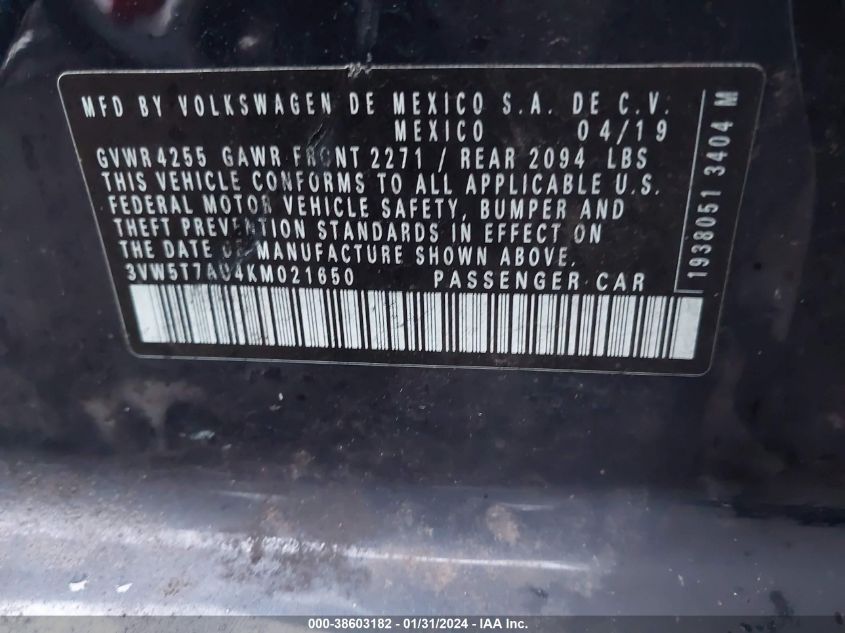 MFD BY VOLKSWAGEN DE MEXICO S.A. DE C.V.
MEXICO 04/19
GVWR 4255 GAWR FRONT 2271 / REAR 2094 LBS
THIS VEHICLE CONFORMS TO ALL APPLICABLE U.S.
FEDERAL MOTOR VEHICLE SAFETY, BUMPER AND
THEFT PREVENTION STANDARDS IN EFFECT ON
THE DATE OF MANUFACTURE SHOWN ABOVE.
3VW5T7AU4KM021650 PASSENGER CAR
1938051 3404 M
000-38603182 - 01/31/2024 - IAA Inc.